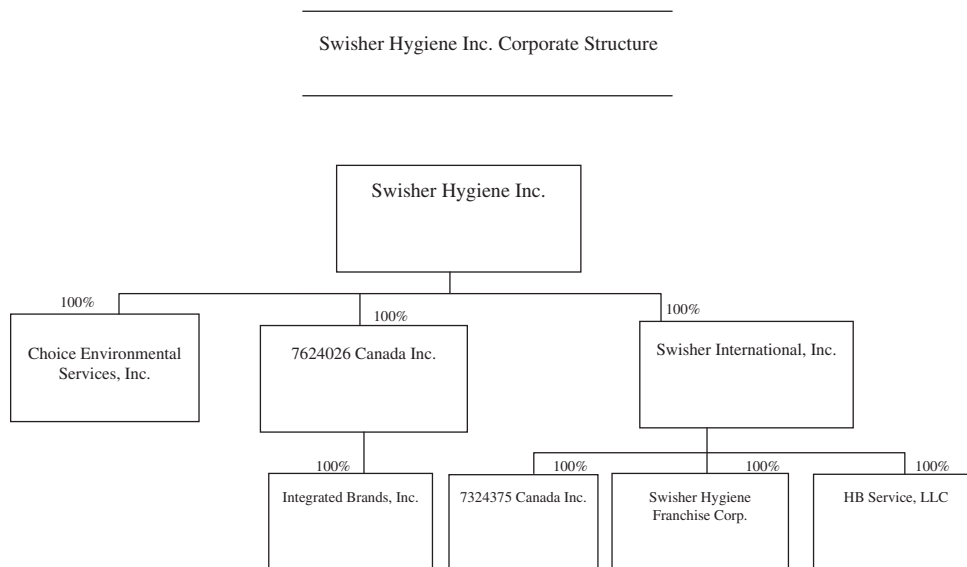 Swisher Hygiene Inc. Corporate Structure
Swisher Hygiene Inc.
100%
100%
100%
Choice Environmental
Services, Inc.
7624026 Canada Inc.
Swisher International, Inc.
100%
100%
100%
100%
Integrated Brands, Inc.
7324375 Canada Inc.
Swisher Hygiene
Franchise Corp.
HB Service, LLC